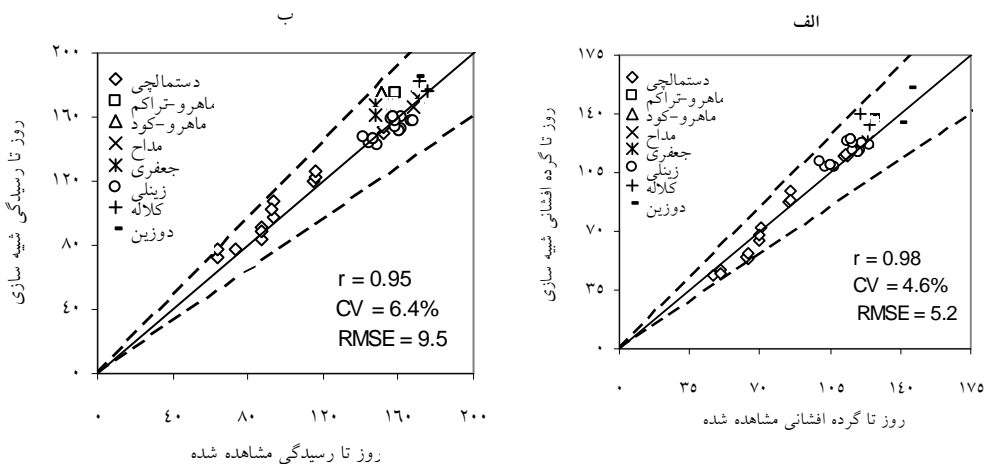 الف
۱۷۵
۱۴۰
۱۰۵
۷۰
۳۵
۰
روز تا گرده افشانی شبیه سازی
دستمالچی
ماهرو-تراکم
ماهرو-کود
مداح
جعفری
زینلی
کلاله
دوزین
r = 0.98
CV = 4.6%
RMSE = 5.2
۰ ۳۵ ۷۰ ۱۰۵ ۱۴۰ ۱۷۵
روز تا گرده افشانی مشاهده شده
ب
۲۰۰
۱۶۰
۱۲۰
۸۰
۴۰
۰
روز تا رسیدگی شبیه سازی
دستمالچی
ماهرو-تراکم
ماهرو-کود
مداح
جعفری
زینلی
کلاله
دوزین
r = 0.95
CV = 6.4%
RMSE = 9.5
۰ ۴۰ ۸۰ ۱۲۰ ۱۶۰ ۲۰۰
روز تا رسیدگی مشاهده شده